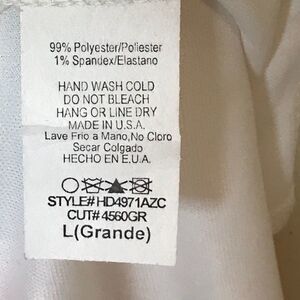 99% Polyester/Poliester
1% Spandex/Elastano
HAND WASH COLD
DO NOT BLEACH
HANG OR LINE DRY
MADE IN U.S.A.
Lave Frio a Mano,No Cloro
Secar Colgado
HECHO EN E.U.A.
STYLE# HD4971AZC
CUT# 4560GR
L(Grande)